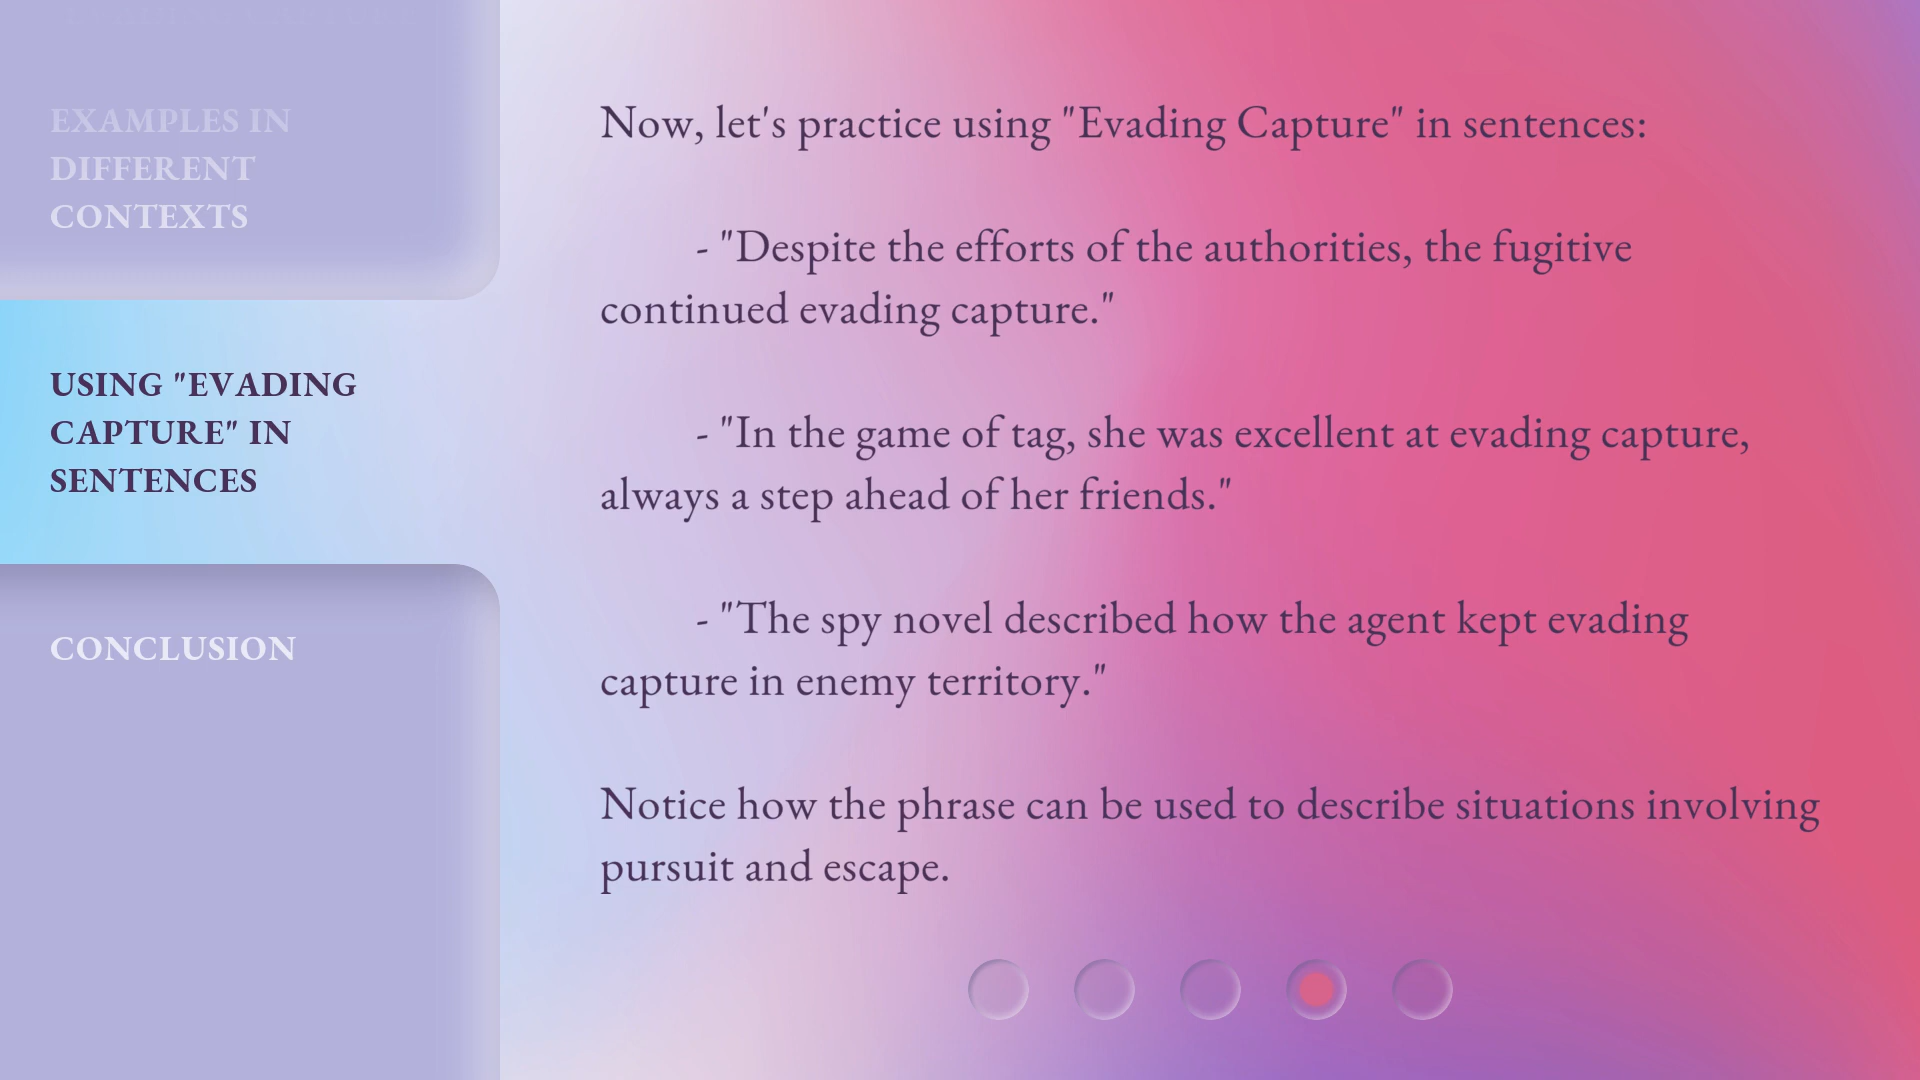 EXAMPLES IN
DIFFERENT
CONTEXTS
USING "EVADING
CAPTURE" IN
SENTENCES
CONCLUSION
Now, let's practice using "Evading Capture" in sentences:
- "Despite the efforts of the authorities, the fugitive
continued evading capture."
- "In the game of tag, she was excellent at evading capture,
always a step ahead of her friends."
- "The spy novel described how the agent kept evading
capture in enemy territory."
Notice how the phrase can be used to describe situations involving
pursuit and escape.